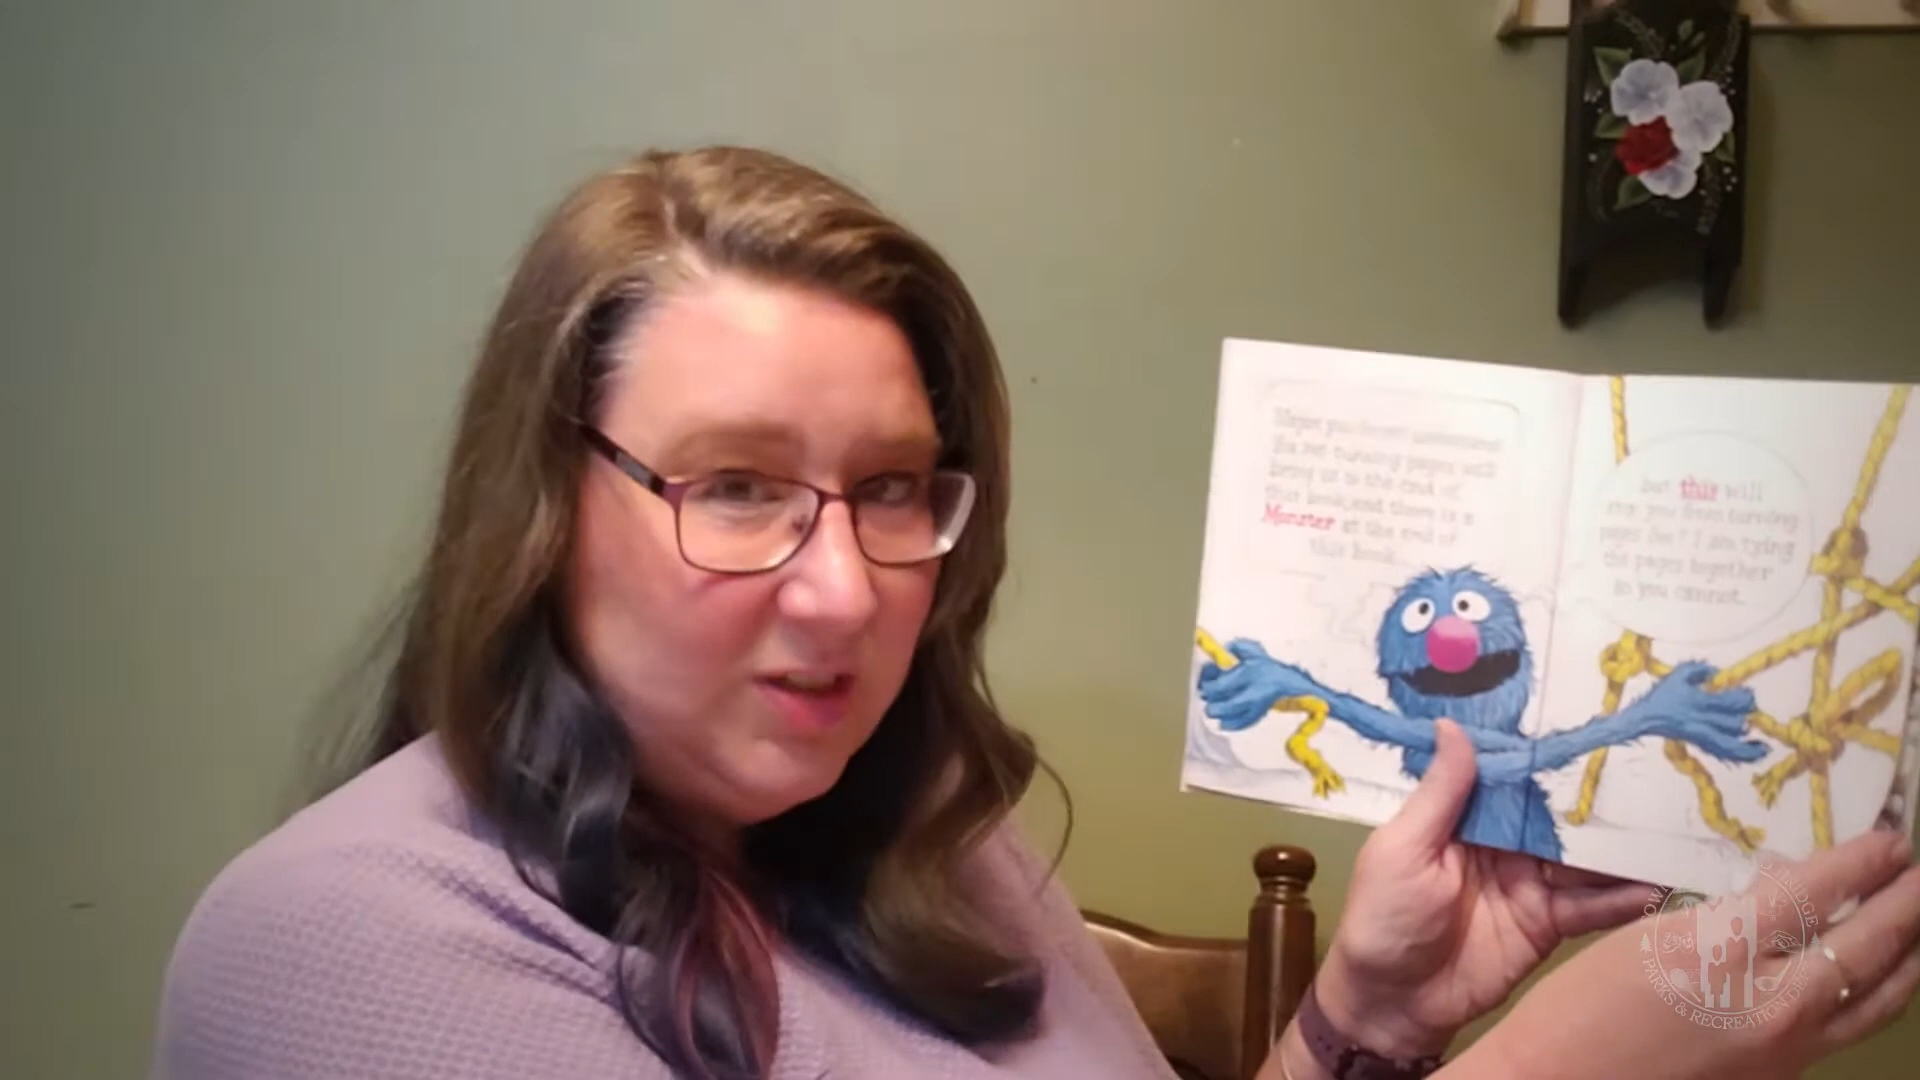 Maybe you do not understand.
You see turning pages will
bring us to the end of
this book, and there is a
Monster at the end of
this book.
but this will
stop you from turning
pages. See? I am tying
the pages together
so you cannot.
PARKS & RECREATION DE